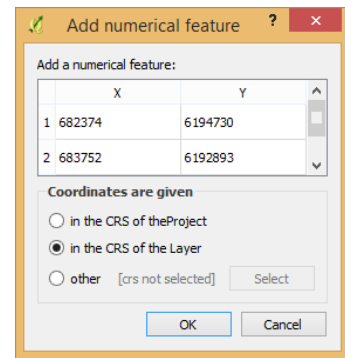 Add numerical feature ? ×
Add a numerical feature:
X Y
1 682374 6194730
2 683752 6192893
Coordinates are given
in the CRS of theProject
in the CRS of the Layer
other [crs not selected] Select
OK Cancel